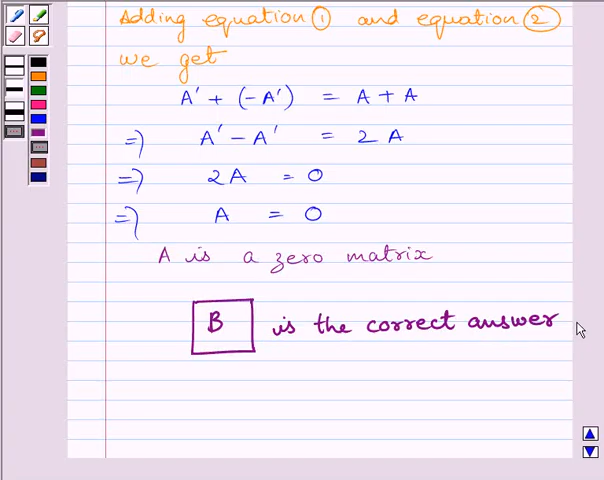 Adding equation ① and equation ②
we get
A' + (-A') = A + A
⇒ A' - A' = 2A
⇒ 2A = 0
⇒ A = 0
A is a zero matrix
B is the correct answer